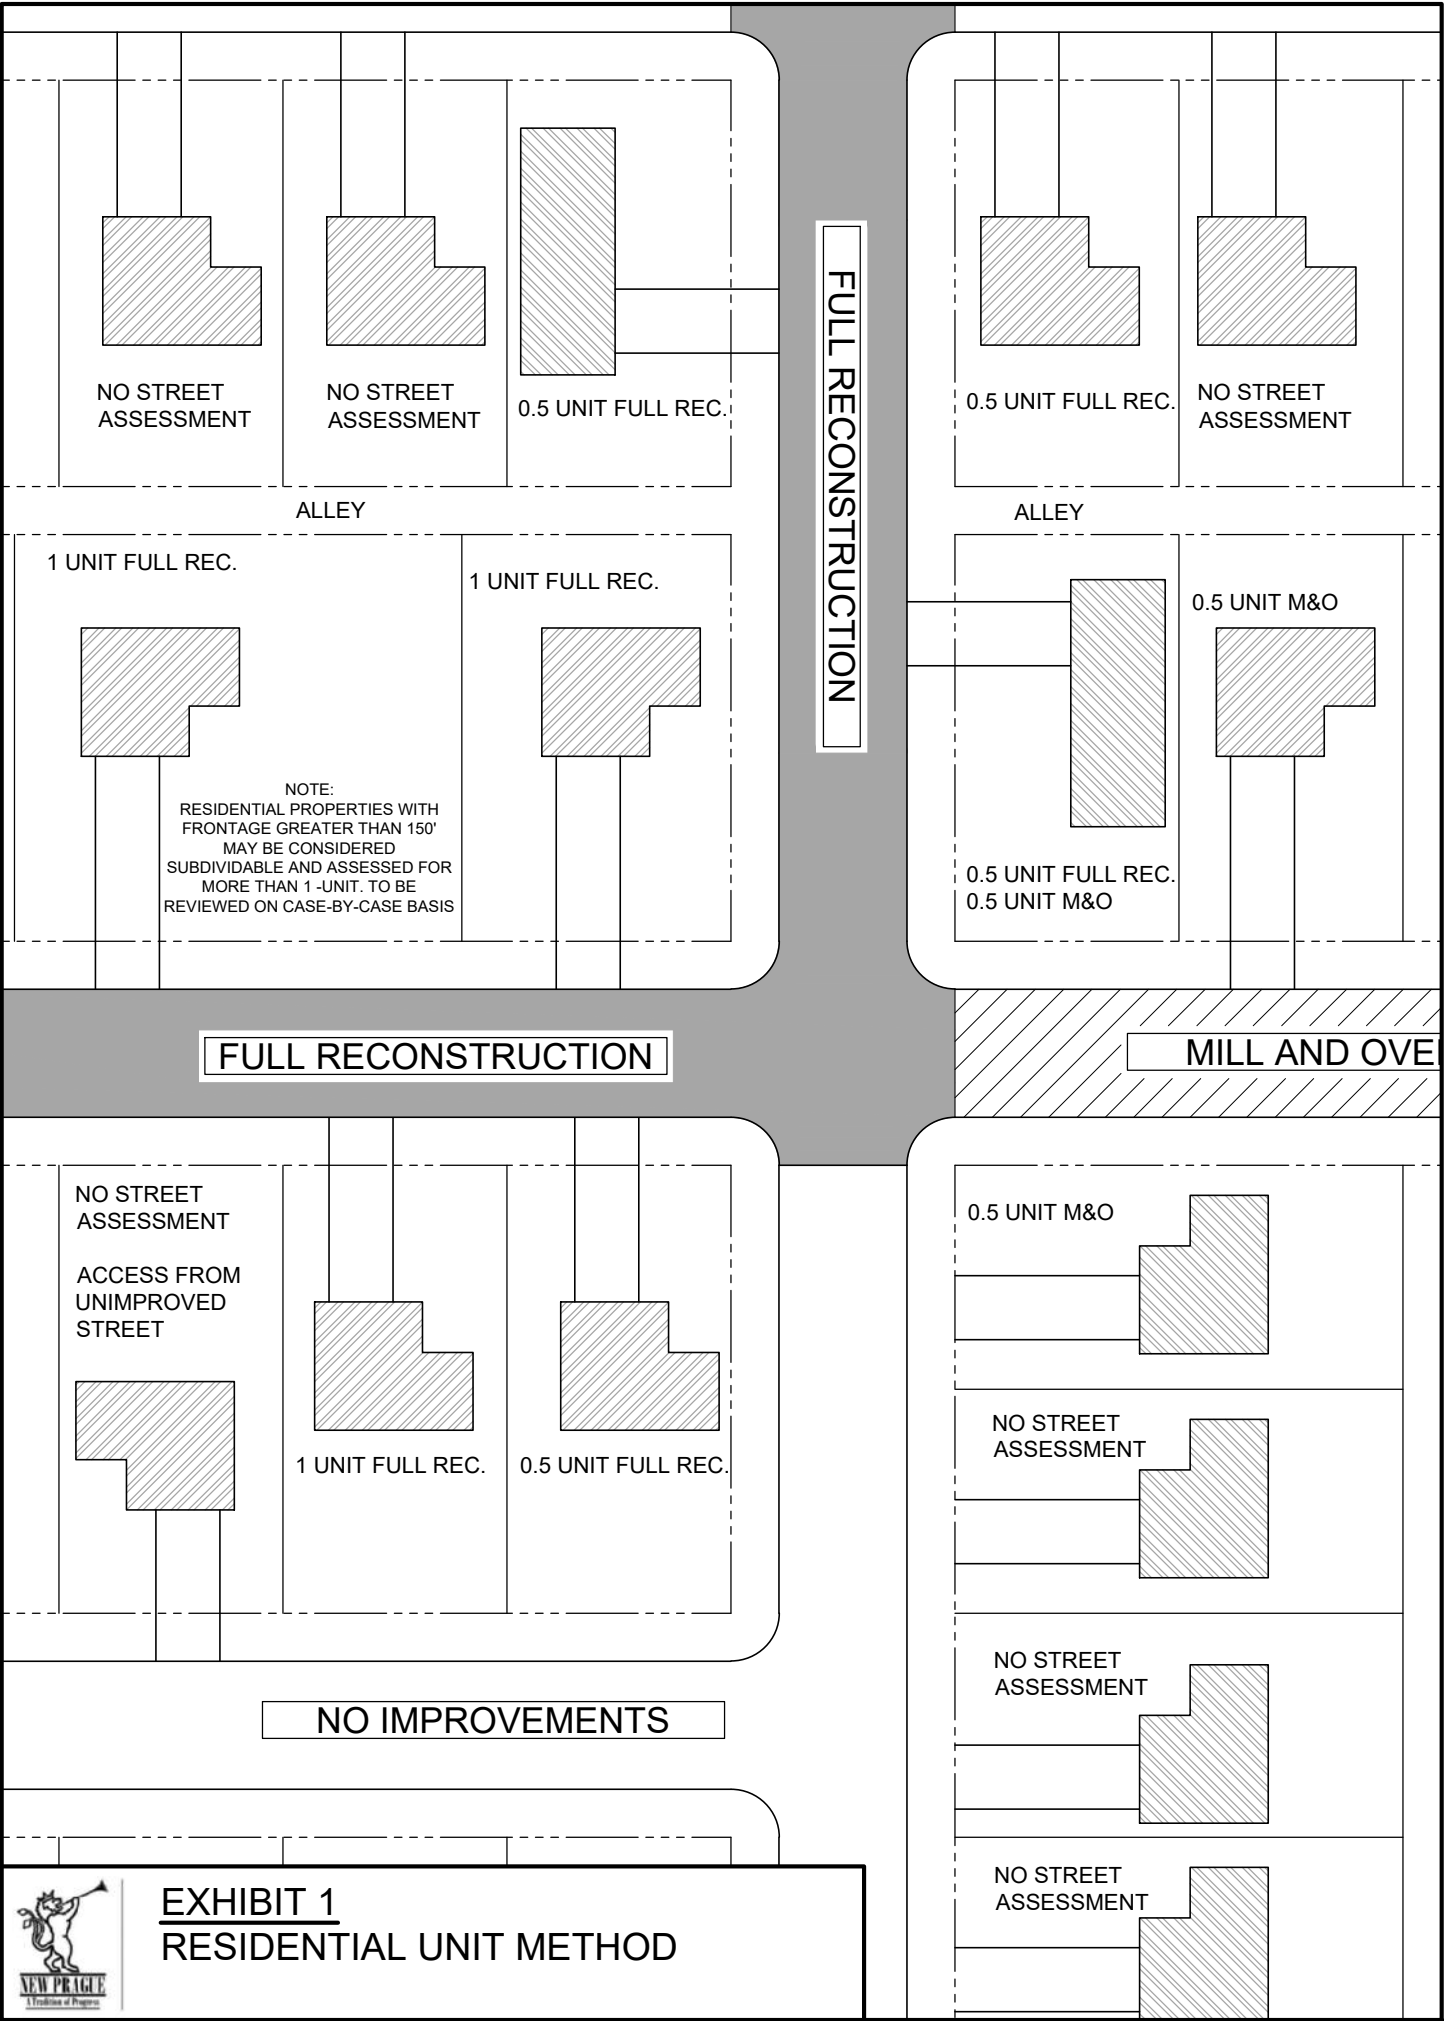 NO STREET
ASSESSMENT
NO STREET
ASSESSMENT
0.5 UNIT FULL REC.
FULL RECONSTRUCTION
0.5 UNIT FULL REC.
NO STREET
ASSESSMENT
ALLEY
ALLEY
1 UNIT FULL REC.
1 UNIT FULL REC.
0.5 UNIT M&O
NOTE:
RESIDENTIAL PROPERTIES WITH
FRONTAGE GREATER THAN 150'
MAY BE CONSIDERED
SUBDIVIDABLE AND ASSESSED FOR
MORE THAN 1 -UNIT. TO BE
REVIEWED ON CASE-BY-CASE BASIS
0.5 UNIT FULL REC.
0.5 UNIT M&O
FULL RECONSTRUCTION
MILL AND OVE
NO STREET
ASSESSMENT
ACCESS FROM
UNIMPROVED
STREET
1 UNIT FULL REC.
0.5 UNIT FULL REC.
0.5 UNIT M&O
NO STREET
ASSESSMENT
NO STREET
ASSESSMENT
NO STREET
ASSESSMENT
NO IMPROVEMENTS
EXHIBIT 1
RESIDENTIAL UNIT METHOD
NEW PRAGUE
A Tradition of Progress